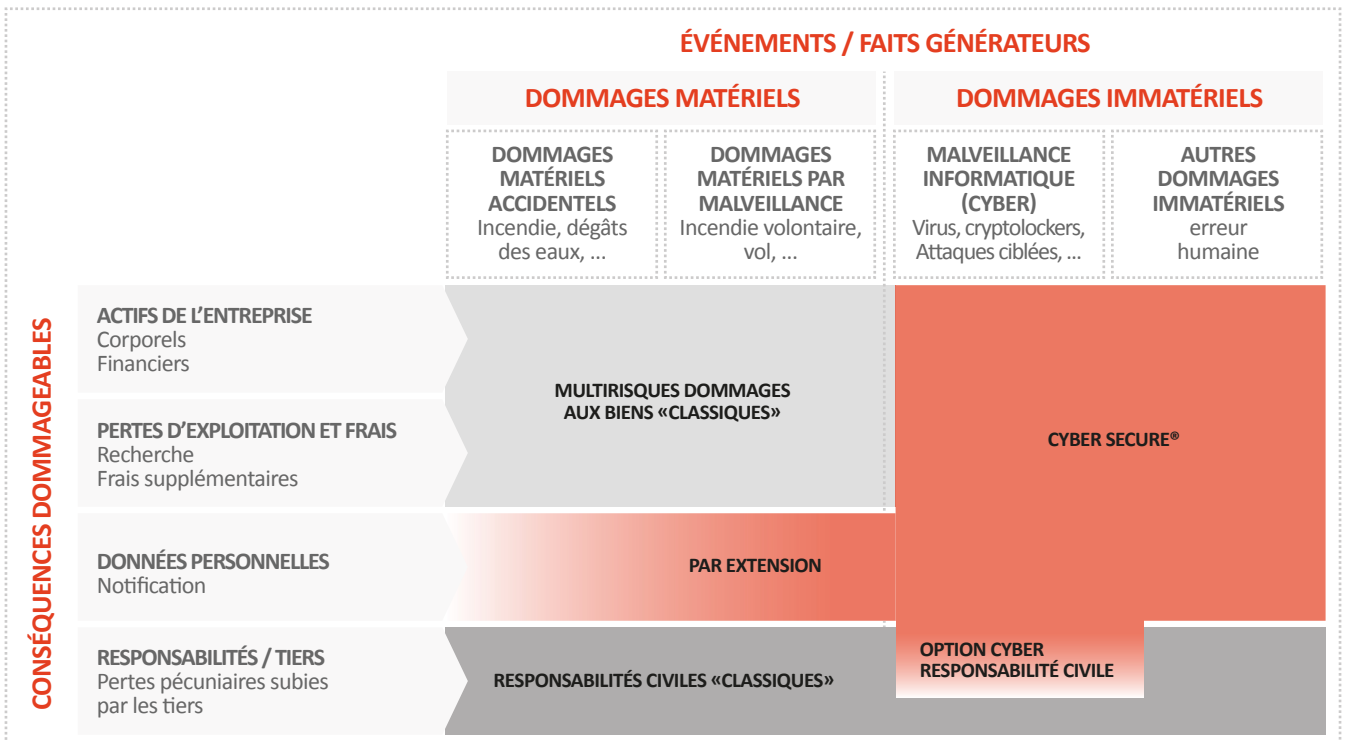 ÉVÉNEMENTS / FAITS GÉNÉRATEURS
DOMMAGES MATÉRIELS
DOMMAGES IMMATÉRIELS
DOMMAGES
MATÉRIELS
ACCIDENTELS
Incendie, dégâts
des eaux, ...
DOMMAGES
MATÉRIELS PAR
MALVEILLANCE
Incendie volontaire,
vol, ...
MALVEILLANCE
INFORMATIQUE
(CYBER)
Virus, cryptolockers,
Attaques ciblées, ...
AUTRES
DOMMAGES
IMMATÉRIELS
erreur
humaine
CONSÉQUENCES DOMMAGEABLES
ACTIFS DE L’ENTREPRISE
Corporels
Financiers
PERTES D’EXPLOITATION ET FRAIS
Recherche
Frais supplémentaires
MULTIRISQUES DOMMAGES
AUX BIENS «CLASSIQUES»
CYBER SECURE®
DONNÉES PERSONNELLES
Notification
PAR EXTENSION
RESPONSABILITÉS / TIERS
Pertes pécuniaires subies
par les tiers
RESPONSABILITÉS CIVILES «CLASSIQUES»
OPTION CYBER
RESPONSABILITÉ CIVILE